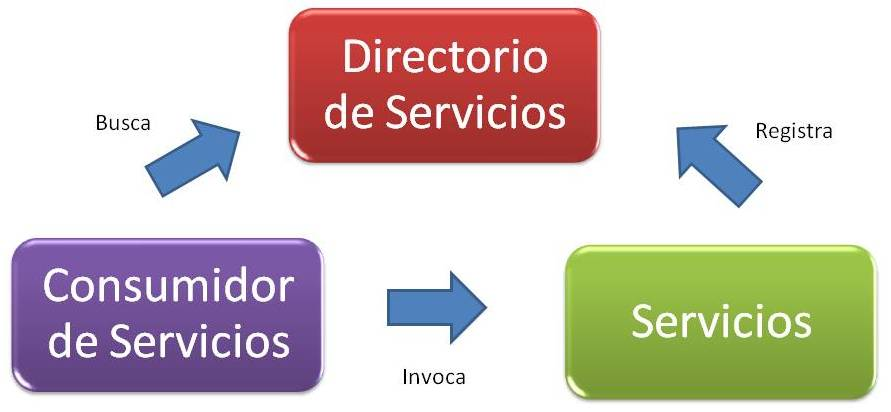 Directorio
de Servicios
Busca
Registra
Consumidor
de Servicios
Servicios
Invoca